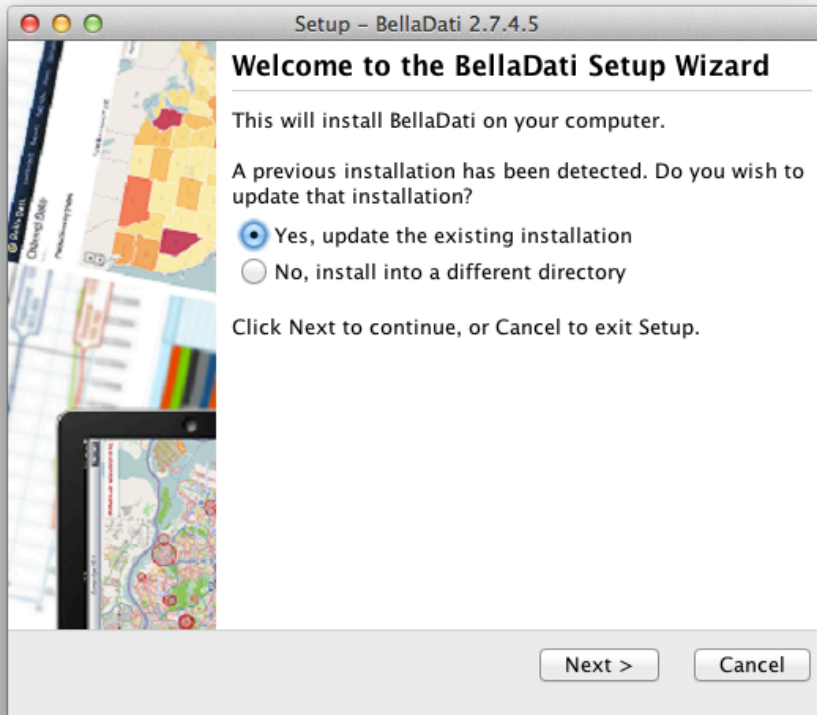 Setup – BellaDati 2.7.4.5
Welcome to the BellaDati Setup Wizard
This will install BellaDati on your computer.
A previous installation has been detected. Do you wish to
update that installation?
Yes, update the existing installation
No, install into a different directory
Click Next to continue, or Cancel to exit Setup.
Next >
Cancel